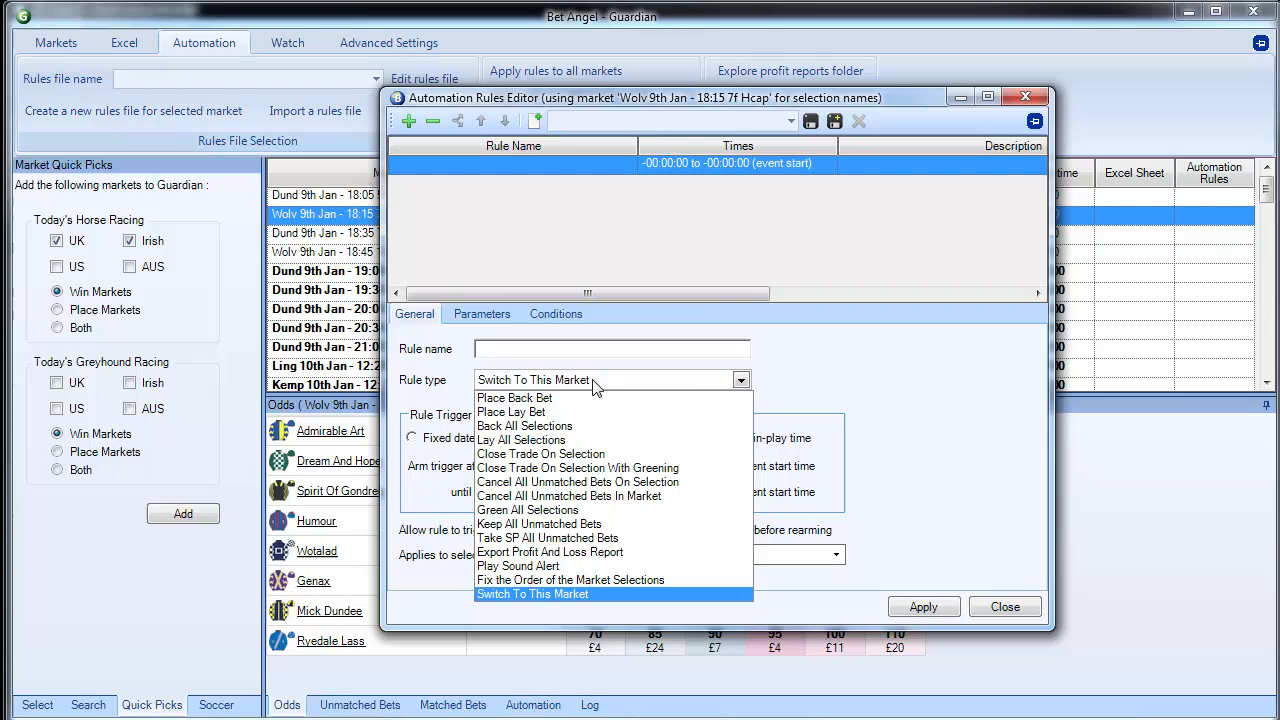 Bet Angel - Guardian
Markets Excel Automation Watch Advanced Settings
Rules file name Edit rules file Apply rules to all markets Explore profit reports folder
Create a new rules file for selected market Import a rules file
Rules File Selection
Automation Rules Editor (using market 'Wolv 9th Jan - 18:15 7f Hcap' for selection names)
Rule Name Times Description
-00:00:00 to -00:00:00 (event start)
General Parameters Conditions
Rule name
Rule type Switch To This Market
Place Back Bet
Place Lay Bet
Back All Selections
Lay All Selections
Close Trade On Selection
Close Trade On Selection With Greening
Cancel All Unmatched Bets On Selection
Cancel All Unmatched Bets In Market
Green All Selections
Keep All Unmatched Bets
Take SP All Unmatched Bets
Export Profit And Loss Report
Play Sound Alert
Fix the Order of the Market Selections
Switch To This Market
Rule Trigger
Fixed date in-play time
Arm trigger a ent start time
until ent start time
Allow rule to tri before rearming
Applies to sele
Apply Close
Market Quick Picks
Add the following markets to Guardian :
Today's Horse Racing
UK Irish
US AUS
Win Markets
Place Markets
Both
Today's Greyhound Racing
UK Irish
US AUS
Win Markets
Place Markets
Both
Add
M time Excel Sheet Automation Rules
Dund 9th Jan - 18:05
Wolv 9th Jan - 18:15
Dund 9th Jan - 18:35
Wolv 9th Jan - 18:45
Dund 9th Jan - 19:0
Dund 9th Jan - 19:3
Dund 9th Jan - 20:0
Dund 9th Jan - 20:3
Dund 9th Jan - 21:0
Ling 10th Jan - 12:
Kemp 10th Jan - 12:
Odds ( Wolv 9th Jan -
Admirable Art
Dream And Hope
Spirit Of Gondre
Humour
Wotalad
Genax
Mick Dundee
Ryedale Lass
70 85 90 95 100 110
£4 £24 £7 £4 £11 £20
Select Search Quick Picks Soccer
Odds Unmatched Bets Matched Bets Automation Log